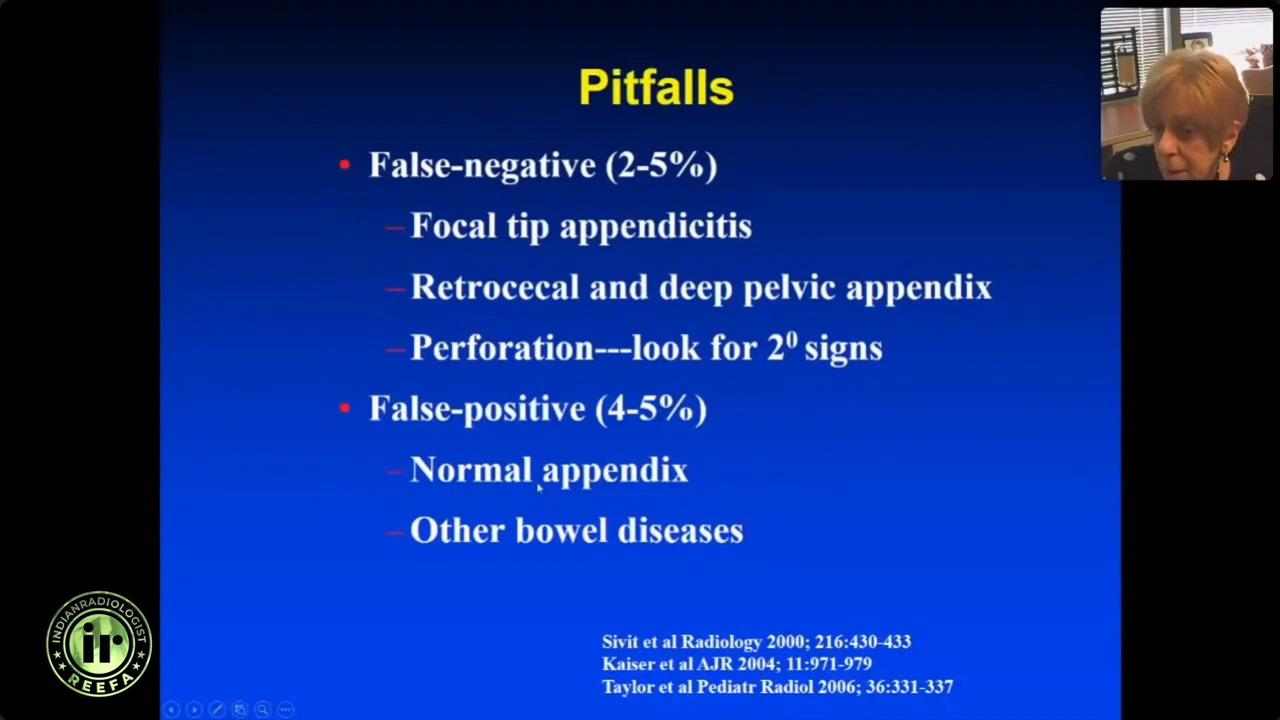 Pitfalls
• False-negative (2-5%)
–Focal tip appendicitis
–Retrocecal and deep pelvic appendix
–Perforation---look for 2⁰ signs
• False-positive (4-5%)
–Normal appendix
–Other bowel diseases
Sivit et al Radiology 2000; 216:430-433
Kaiser et al AJR 2004; 11:971-979
Taylor et al Pediatr Radiol 2006; 36:331-337
INDIANRADIOLOGIST
ir
REEFA